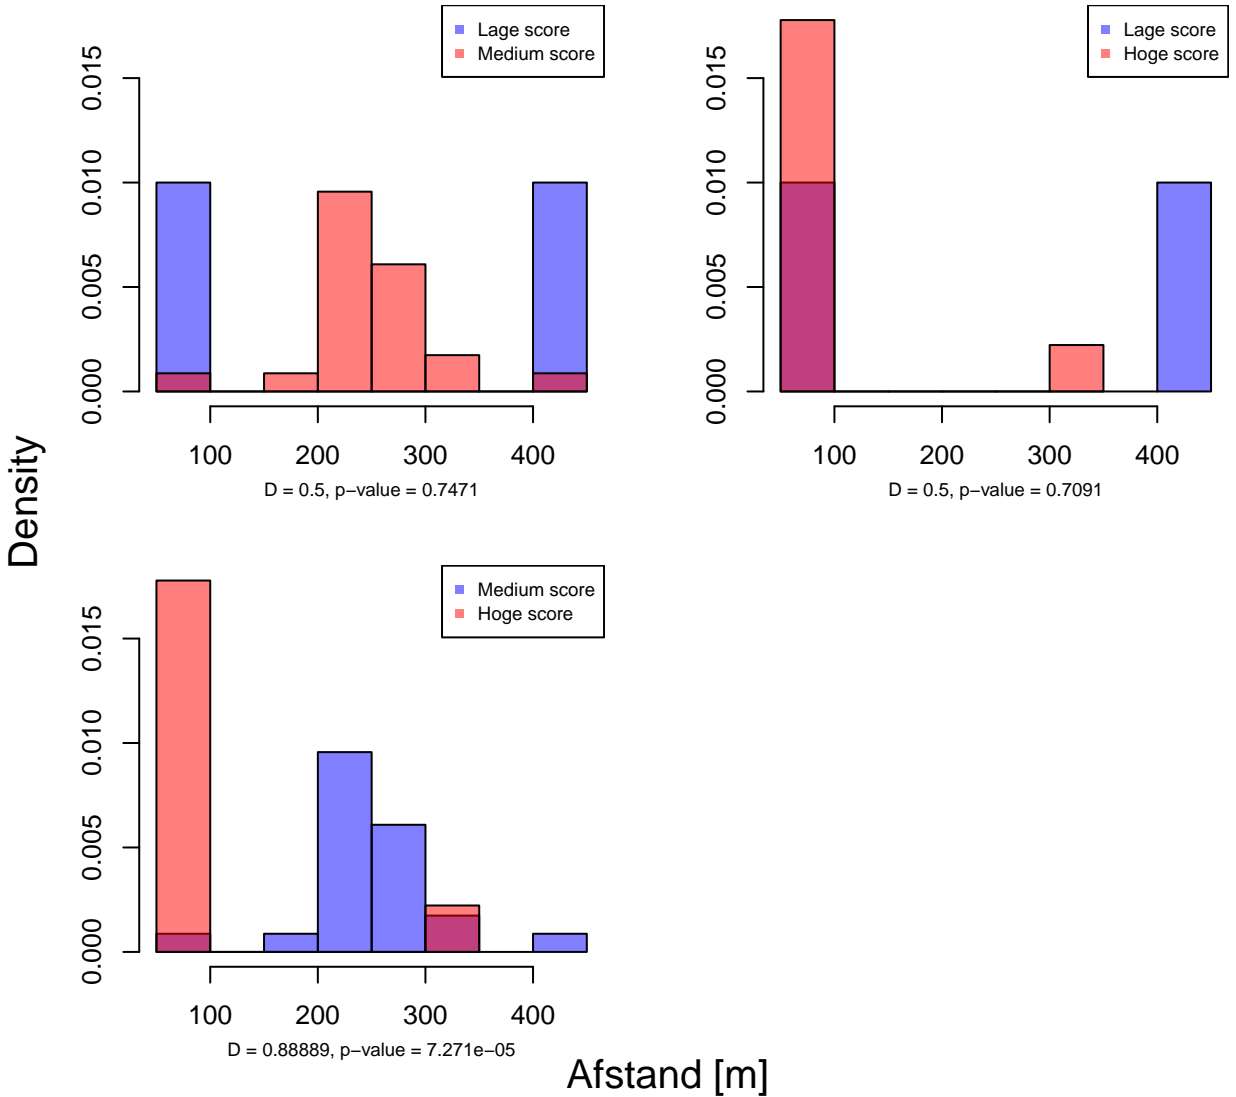 Lage score
Medium score
0.000 0.005 0.010 0.015
100 200 300 400
D = 0.5, p−value = 0.7471
Lage score
Hoge score
0.000 0.005 0.010 0.015
100 200 300 400
D = 0.5, p−value = 0.7091
Density
Medium score
Hoge score
0.000 0.005 0.010 0.015
100 200 300 400
D = 0.88889, p−value = 7.271e−05
Afstand [m]